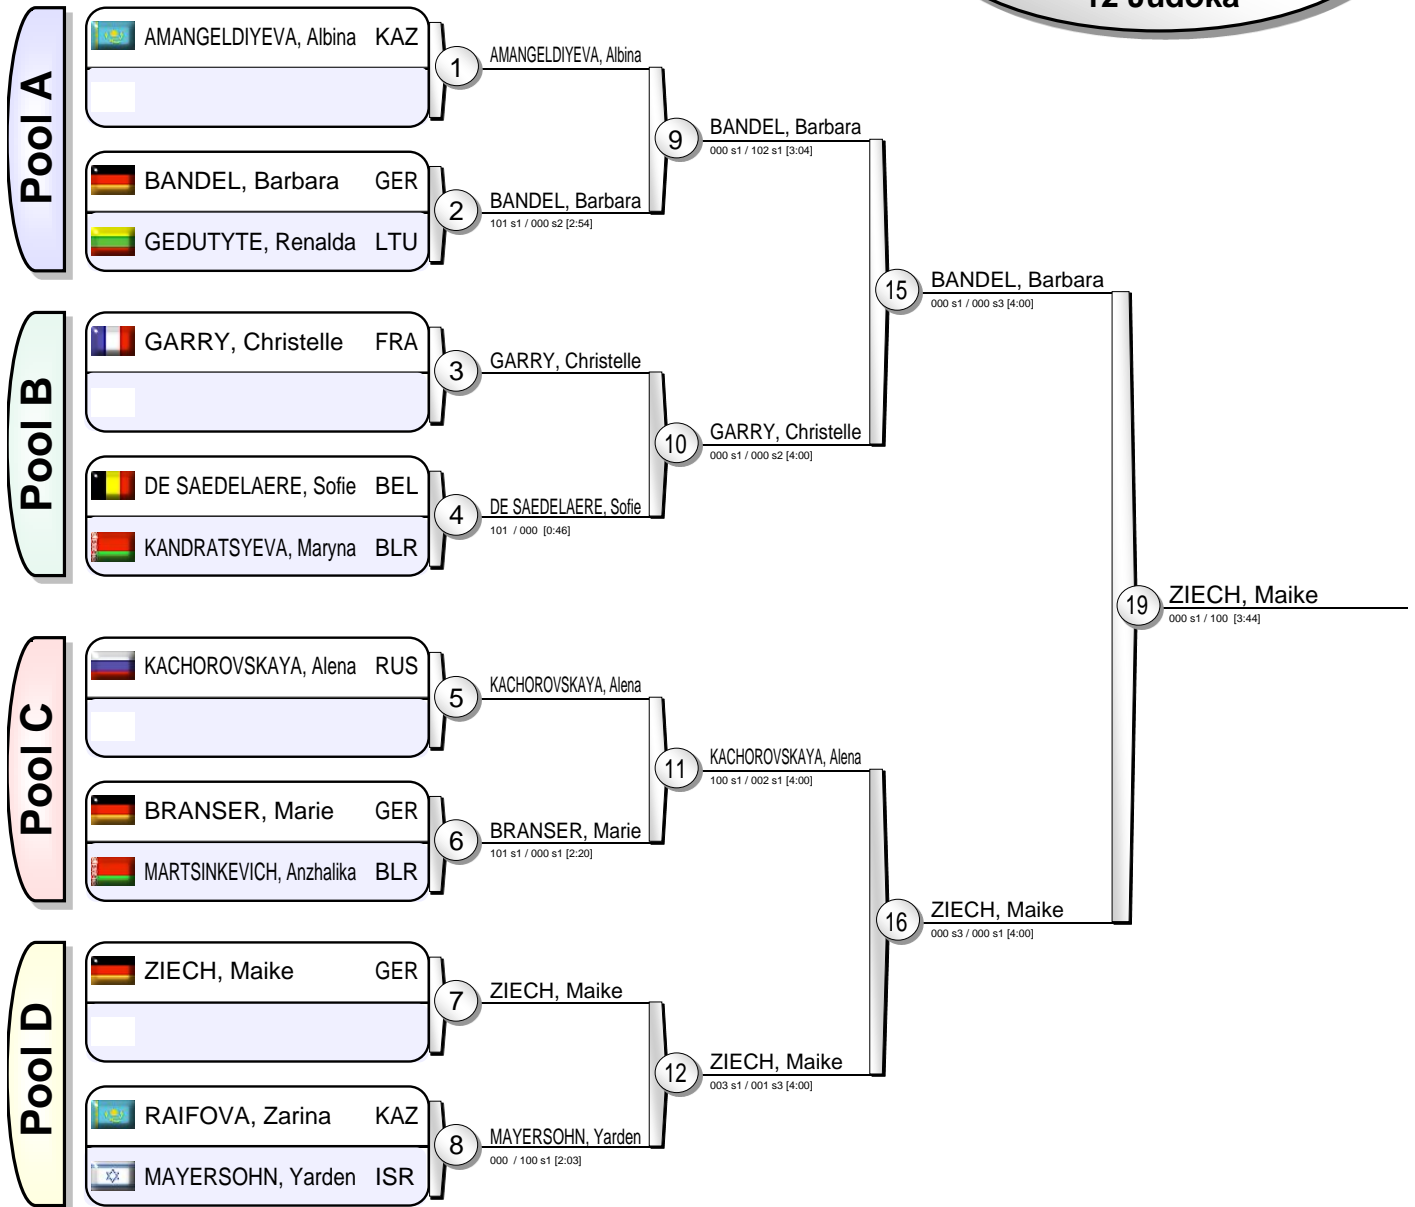 12 Judoka
Pool A
AMANGELDIYEVA, Albina KAZ
1
AMANGELDIYEVA, Albina
BANDEL, Barbara GER
GEDUTYTE, Renalda LTU
2
BANDEL, Barbara
101 s1 / 000 s2 [2:54]
9
BANDEL, Barbara
000 s1 / 102 s1 [3:04]
Pool B
GARRY, Christelle FRA
3
GARRY, Christelle
DE SAEDELAERE, Sofie BEL
KANDRATSYEVA, Maryna BLR
4
DE SAEDELAERE, Sofie
101 / 000 [0:46]
10
GARRY, Christelle
000 s1 / 000 s2 [4:00]
15
BANDEL, Barbara
000 s1 / 000 s3 [4:00]
Pool C
KACHOROVSKAYA, Alena RUS
5
KACHOROVSKAYA, Alena
BRANSER, Marie GER
MARTSINKEVICH, Anzhalika BLR
6
BRANSER, Marie
101 s1 / 000 s1 [2:20]
11
KACHOROVSKAYA, Alena
100 s1 / 002 s1 [4:00]
Pool D
ZIECH, Maike GER
7
ZIECH, Maike
RAIFOVA, Zarina KAZ
MAYERSOHN, Yarden ISR
8
MAYERSOHN, Yarden
000 / 100 s1 [2:03]
12
ZIECH, Maike
003 s1 / 001 s3 [4:00]
16
ZIECH, Maike
000 s3 / 000 s1 [4:00]
19
ZIECH, Maike
000 s1 / 100 [3:44]